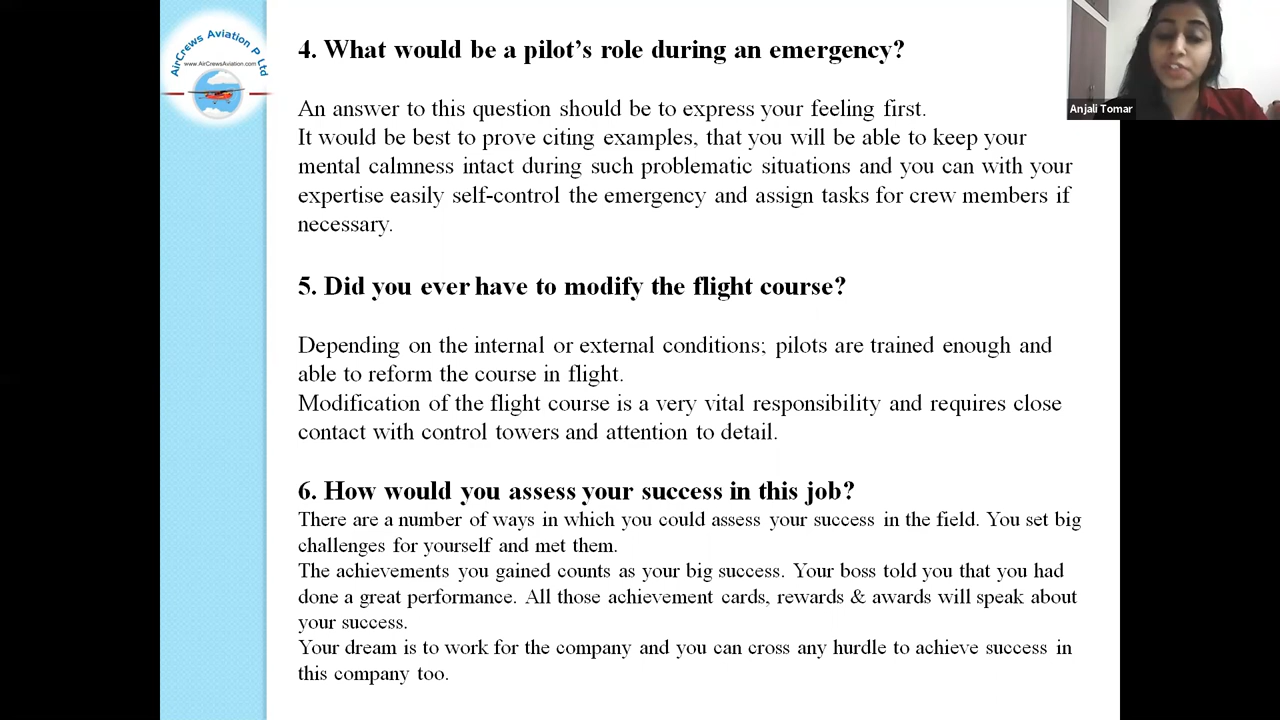 AirCrews Aviation P Ltd
www.AirCrewsAviation.com
Anjali Tomar
4. What would be a pilot’s role during an emergency?
An answer to this question should be to express your feeling first.
It would be best to prove citing examples, that you will be able to keep your
mental calmness intact during such problematic situations and you can with your
expertise easily self-control the emergency and assign tasks for crew members if
necessary.
5. Did you ever have to modify the flight course?
Depending on the internal or external conditions; pilots are trained enough and
able to reform the course in flight.
Modification of the flight course is a very vital responsibility and requires close
contact with control towers and attention to detail.
6. How would you assess your success in this job?
There are a number of ways in which you could assess your success in the field. You set big
challenges for yourself and met them.
The achievements you gained counts as your big success. Your boss told you that you had
done a great performance. All those achievement cards, rewards & awards will speak about
your success.
Your dream is to work for the company and you can cross any hurdle to achieve success in
this company too.